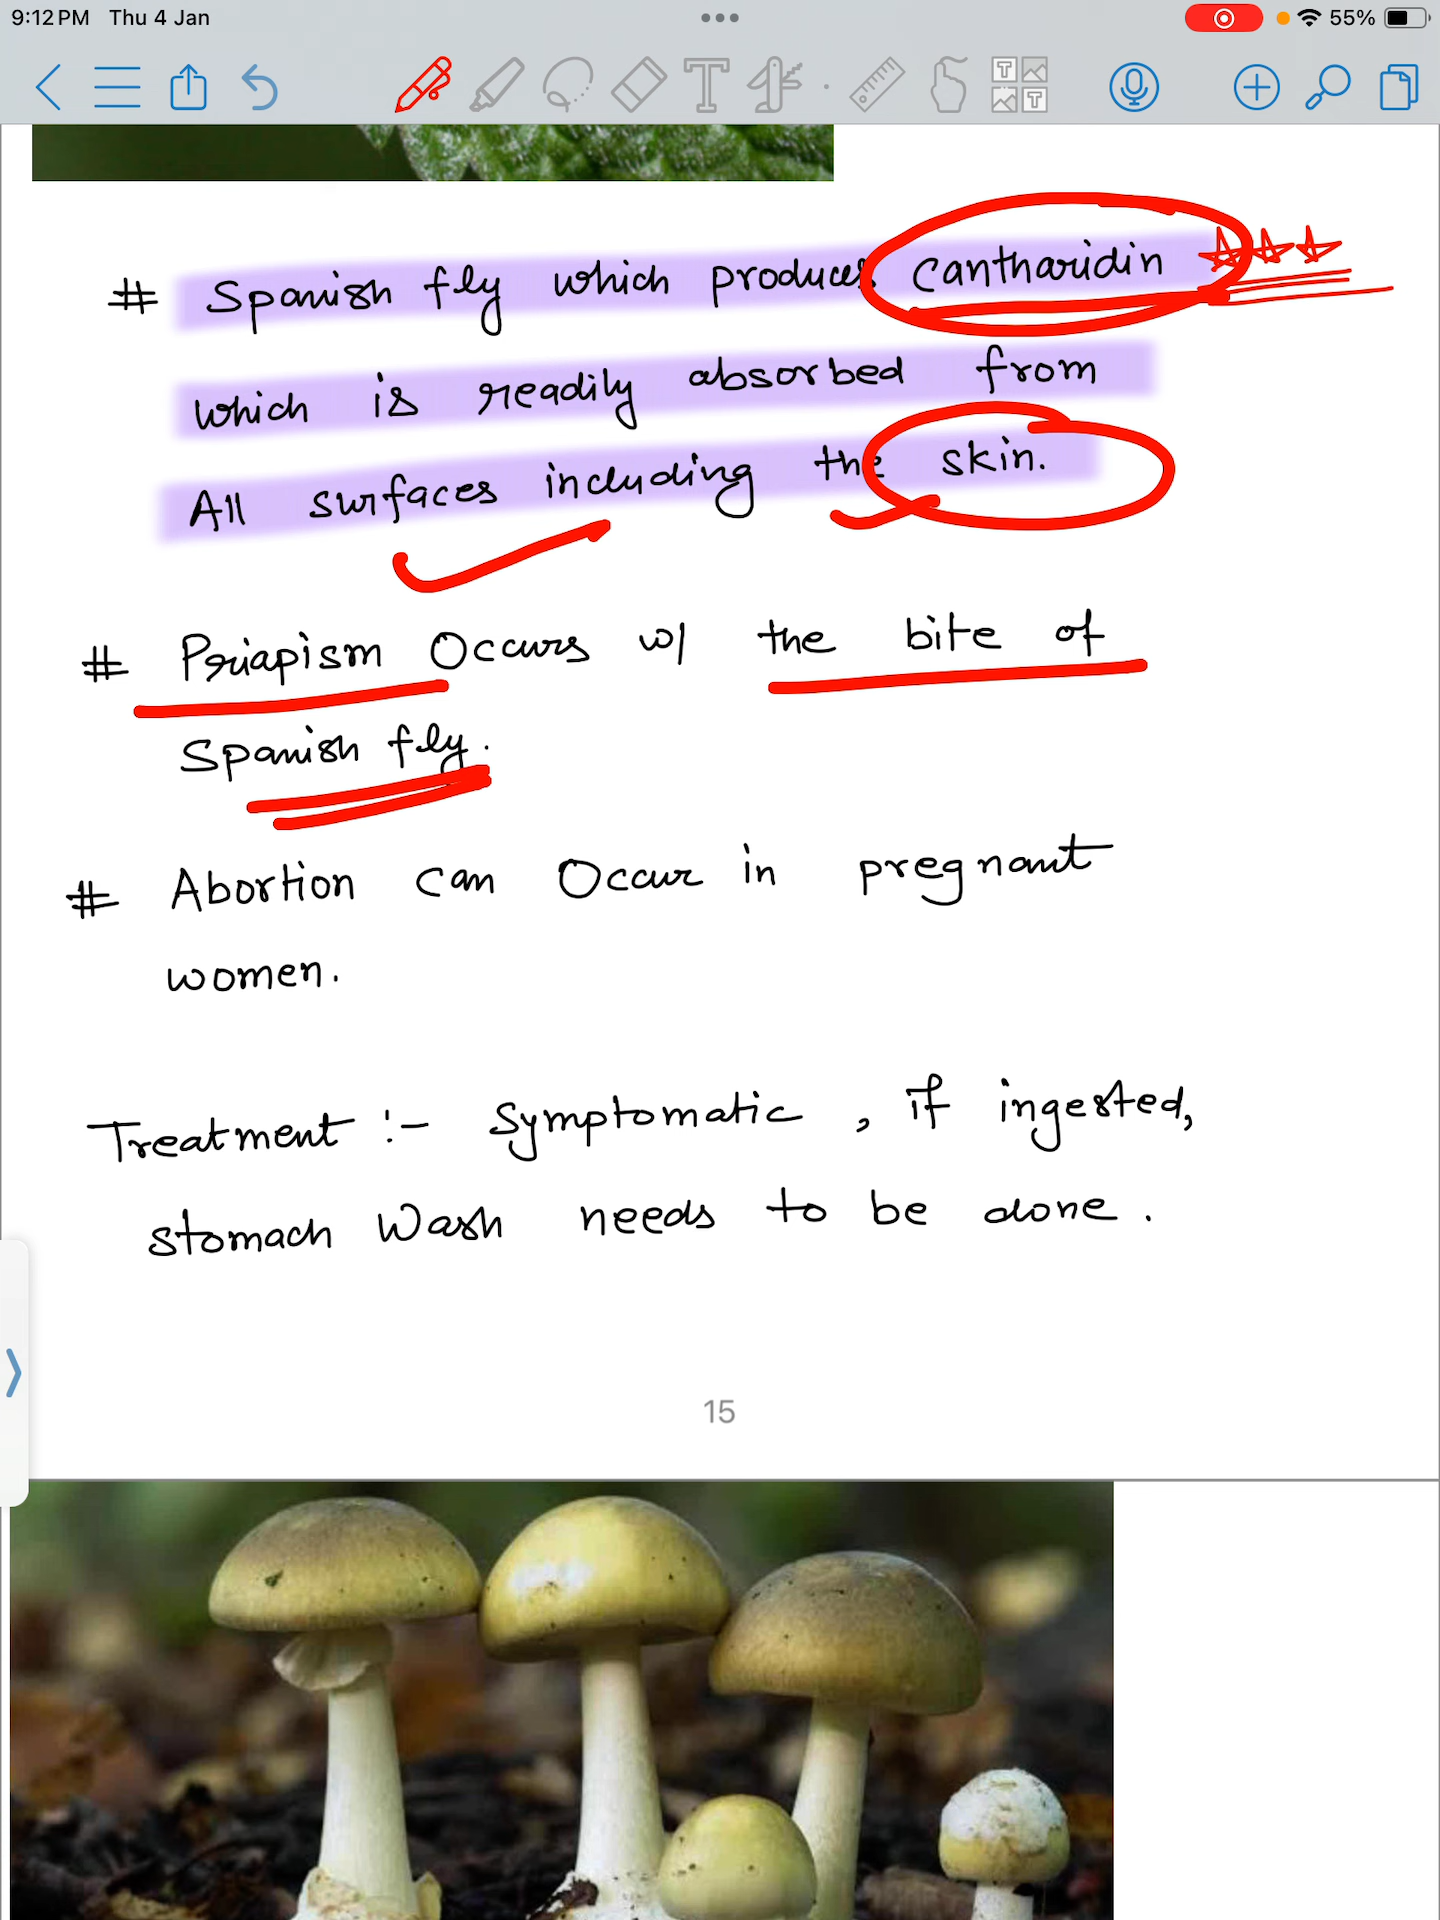 9:12 PM Thu 4 Jan
55%
# Spanish fly which produces Cantharidin
which is readily absorbed from
All surfaces including the skin.
# Priapism Occurs w/ the bite of
Spanish fly.
# Abortion can Occur in pregnant
women.
Treatment :- Symptomatic, if ingested,
stomach Wash needs to be done.
15